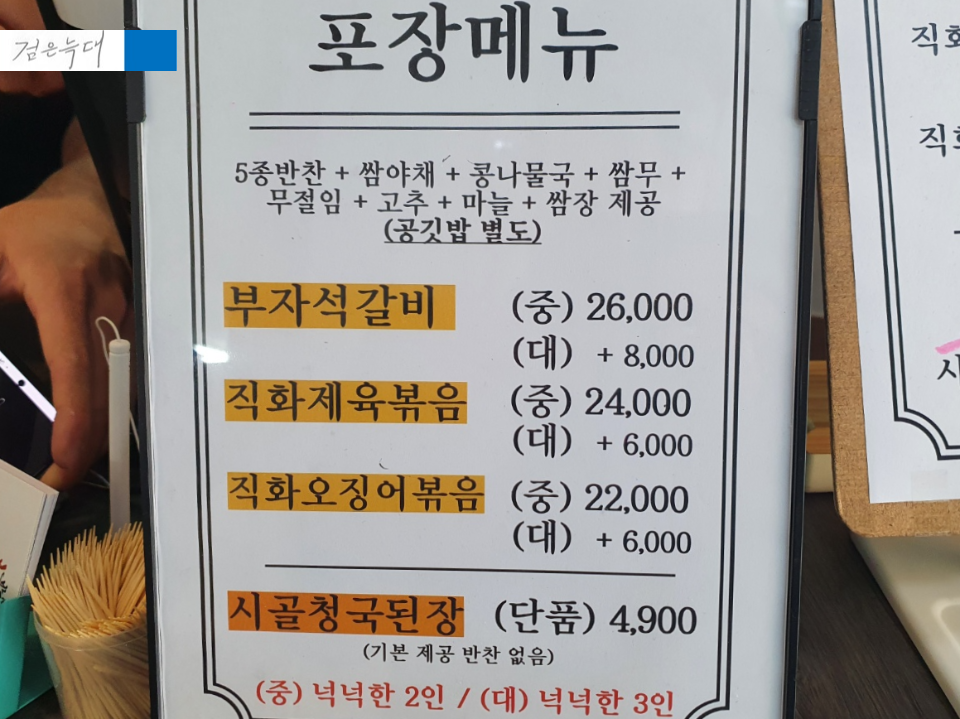 검은늑대
포장메뉴
5종반찬 + 쌈야채 + 콩나물국 + 쌈무 +
무절임 + 고추 + 마늘 + 쌈장 제공
(공깃밥 별도)
부자석갈비 (중) 26,000
(대) + 8,000
직화제육볶음 (중) 24,000
(대) + 6,000
직화오징어볶음 (중) 22,000
(대) + 6,000
시골청국된장 (단품) 4,900
(기본 제공 반찬 없음)
(중) 넉넉한 2인 / (대) 넉넉한 3인
직화
직화